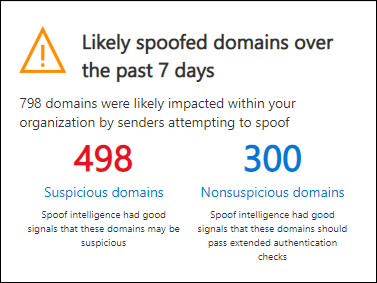 Likely spoofed domains over
the past 7 days
798 domains were likely impacted within your
organization by senders attempting to spoof
498
Suspicious domains
Spoof intelligence had good
signals that these domains may be
suspicious
300
Nonsuspicious domains
Spoof intelligence had good
signals that these domains should
pass extended authentication
checks